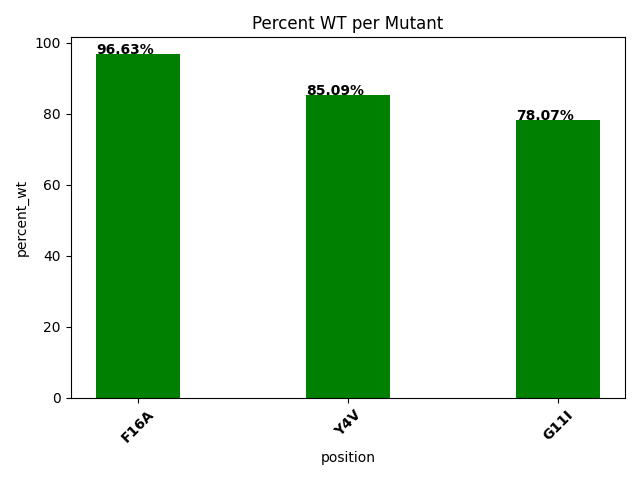 Percent WT per Mutant
100
80
60
40
20
0
percent_wt
96.63%
85.09%
78.07%
F16A
Y4V
G11I
position